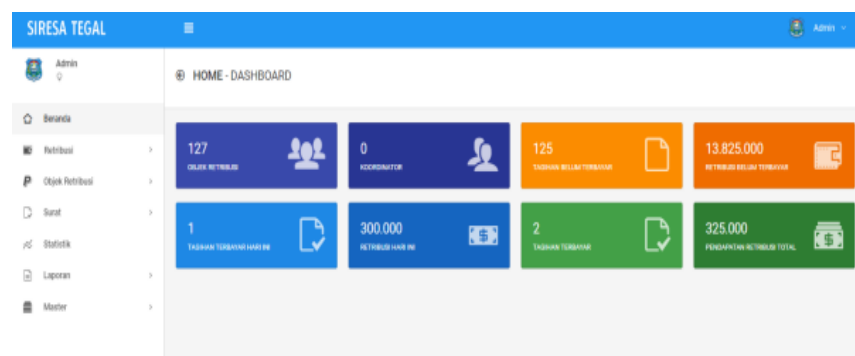 SIRESA TEGAL
Admin
Admin
HOME - DASHBOARD
Beranda
Retribusi
Objek Retribusi
Surat
Statistik
Laporan
Master
127
OBJEK RETRIBUSI
0
KOORDINATOR
125
TAGIHAN BELUM TERBAYAR
13.825.000
RETRIBUSI BELUM TERBAYAR
1
TAGIHAN TERBAYAR HARI INI
300.000
RETRIBUSI HARI INI
2
TAGIHAN TERBAYAR
325.000
PENDAPATAN RETRIBUSI TOTAL